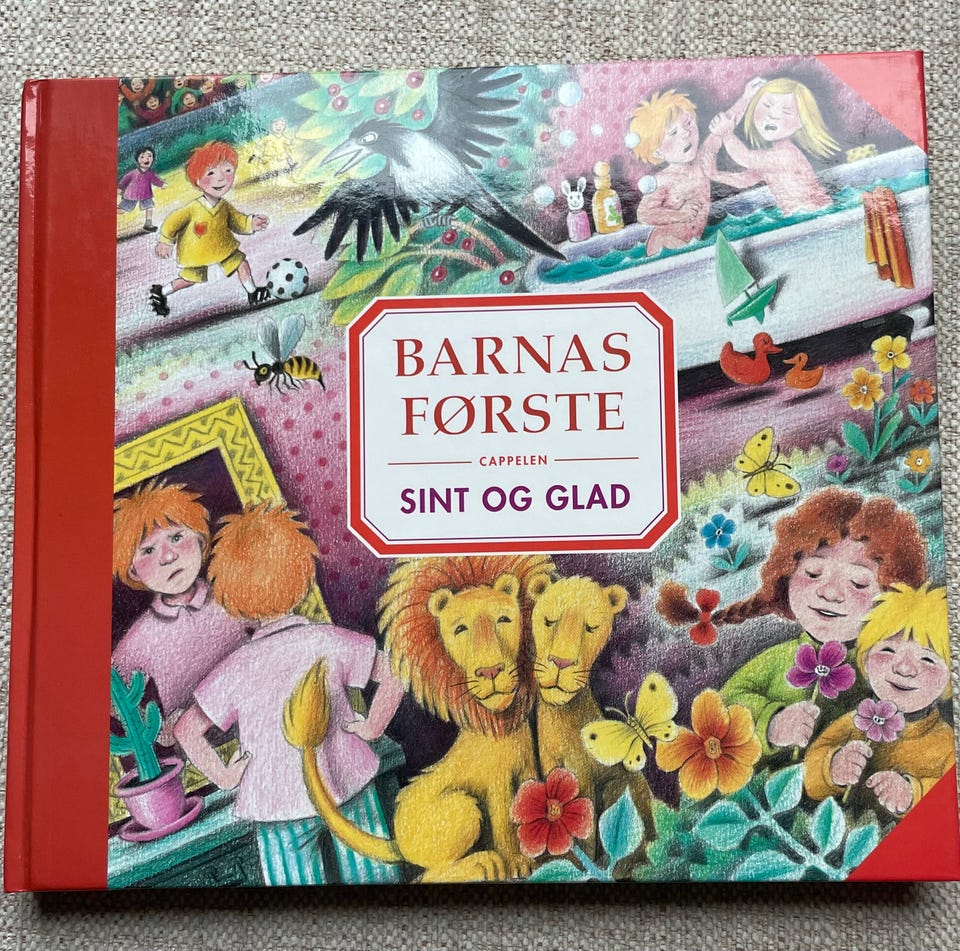 BARNAS
FØRSTE
CAPPELEN
SINT OG GLAD